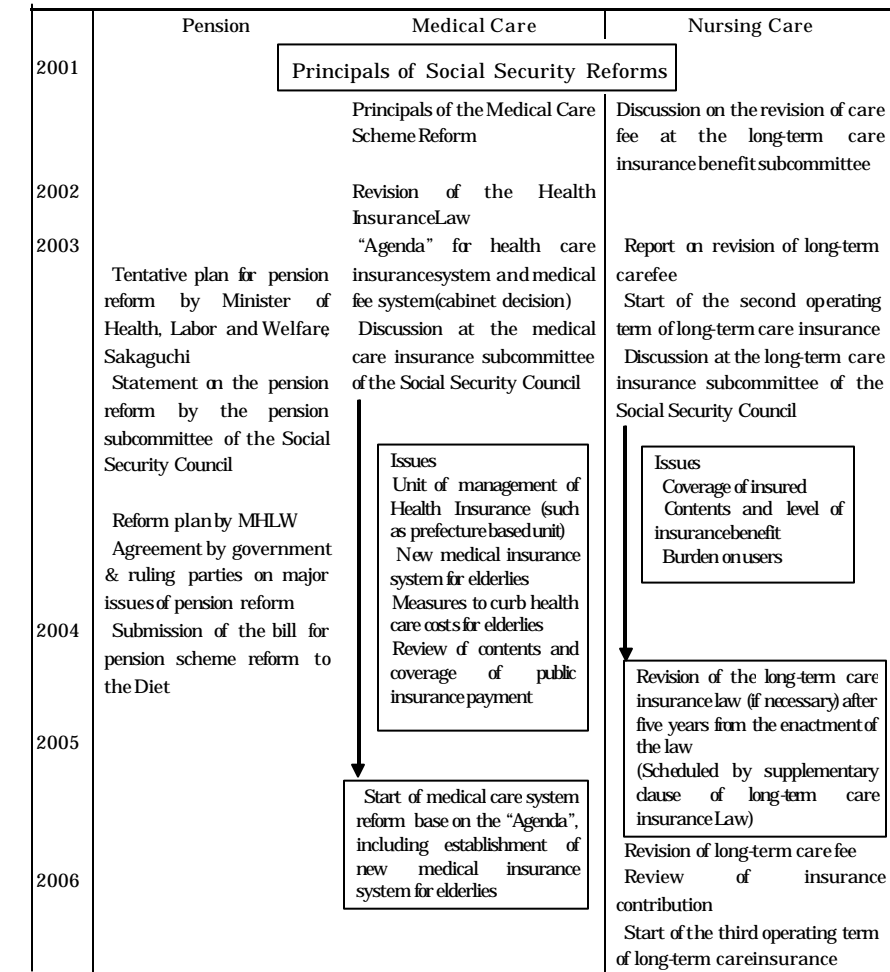 Pension
Medical Care
Nursing Care
2001
Principals of Social Security Reforms
Principals of the Medical Care
Scheme Reform
Discussion on the revision of care
fee at the long-term care
insurance benefit subcommittee
2002
Revision of the Health
Insurance Law
2003
Tentative plan for pension
reform by Minister of
Health, Labor and Welfare,
Sakaguchi
Statement on the pension
reform by the pension
subcommittee of the Social
Security Council
Reform plan by MHLW
Agreement by government
& ruling parties on major
issues of pension reform
"Agenda" for health care
insurance system and medical
fee system (cabinet decision)
Discussion at the medical
care insurance subcommittee
of the Social Security Council
Issues
Unit of management of
Health Insurance (such
as prefecture based unit)
New medical insurance
system for elderlies
Measures to curb health
care costs for elderlies
Review of contents and
coverage of public
insurance payment
Report on revision of long-term
care fee
Start of the second operating
term of long-term care insurance
Discussion at the long-term care
insurance subcommittee of the
Social Security Council
Issues
Coverage of insured
Contents and level of
insurance benefit
Burden on users
2004
Submission of the bill for
pension scheme reform to
the Diet
Revision of the long-term care
insurance law (if necessary) after
five years from the enactment of
the law
(Scheduled by supplementary
clause of long-term care
insurance Law)
2005
Start of medical care system
reform base on the "Agenda",
including establishment of
new medical insurance
system for elderlies
Revision of long-term care fee
2006
Review of insurance
contribution
Start of the third operating term
of long-term care insurance